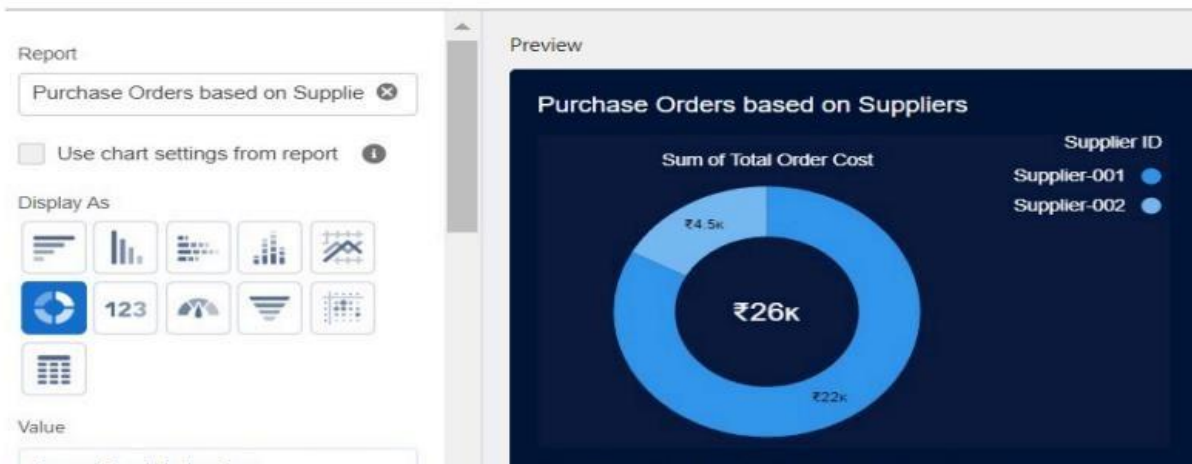 Report
Purchase Orders based on Supplie
Use chart settings from report
Display As
123
Value
Preview
Purchase Orders based on Suppliers
Sum of Total Order Cost
₹4.5K
₹26K
₹22K
Supplier ID
Supplier-001
Supplier-002